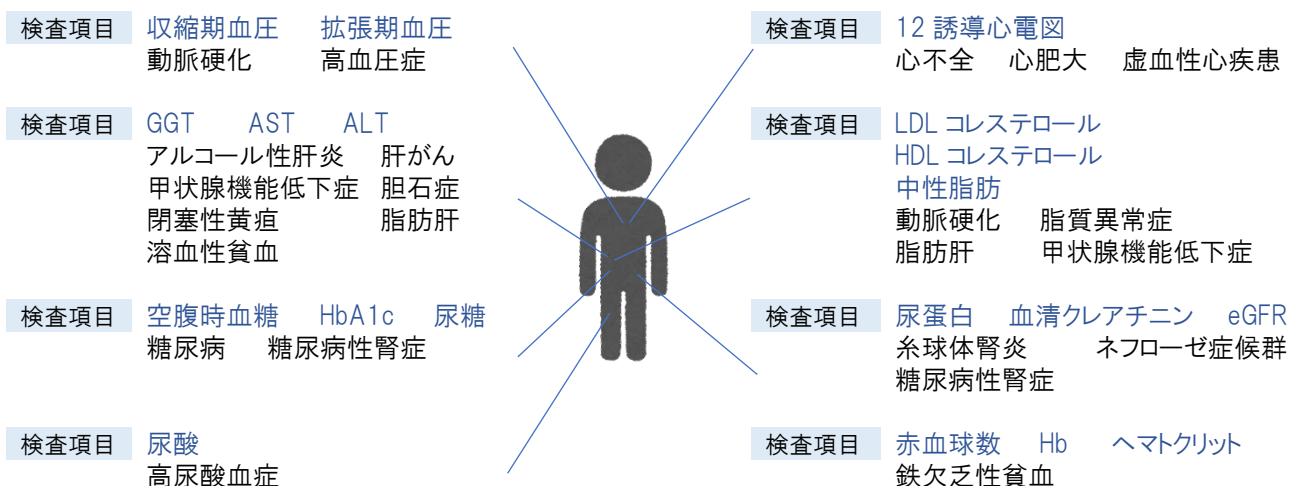 検査項目 収縮期血圧 拡張期血圧
動脈硬化 高血圧症
検査項目 GGT AST ALT
アルコール性肝炎 肝がん
甲状腺機能低下症 胆石症
閉塞性黄疸 脂肪肝
溶血性貧血
検査項目 空腹時血糖 HbA1c 尿糖
糖尿病 糖尿病性腎症
検査項目 尿酸
高尿酸血症
検査項目 12誘導心電図
心不全 心肥大 虚血性心疾患
検査項目 LDLコレステロール
HDLコレステロール
中性脂肪
動脈硬化 脂質異常症
脂肪肝 甲状腺機能低下症
検査項目 尿蛋白 血清クレアチニン eGFR
糸球体腎炎 ネフローゼ症候群
糖尿病性腎症
検査項目 赤血球数 Hb ヘマトクリット
鉄欠乏性貧血